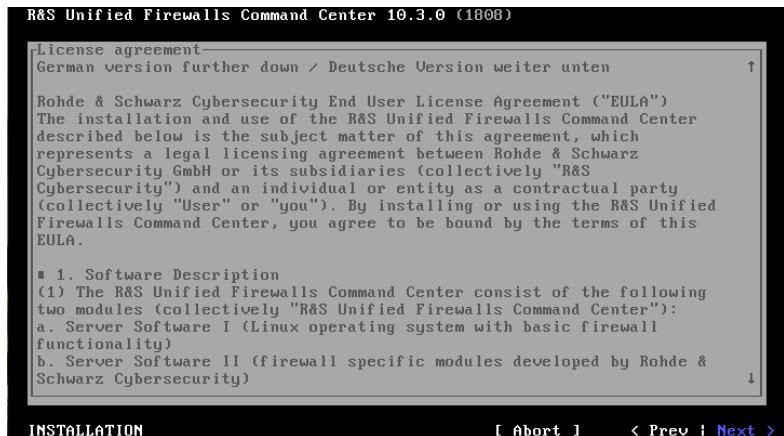 R&S Unified Firewalls Command Center 10.3.0 (1808)
License agreement
German version further down / Deutsche Version weiter unten ↑
Rohde & Schwarz Cybersecurity End User License Agreement ("EULA")
The installation and use of the R&S Unified Firewalls Command Center
described below is the subject matter of this agreement, which
represents a legal licensing agreement between Rohde & Schwarz
Cybersecurity GmbH or its subsidiaries (collectively "R&S
Cybersecurity") and an individual or entity as a contractual party
(collectively "User" or "you"). By installing or using the R&S Unified
Firewalls Command Center, you agree to be bound by the terms of this
EULA.
▪ 1. Software Description
(1) The R&S Unified Firewalls Command Center consist of the following
two modules (collectively "R&S Unified Firewalls Command Center"):
a. Server Software I (Linux operating system with basic firewall
functionality)
b. Server Software II (firewall specific modules developed by Rohde &
Schwarz Cybersecurity) ↓
INSTALLATION [ Abort ] < Prev ¦ Next >